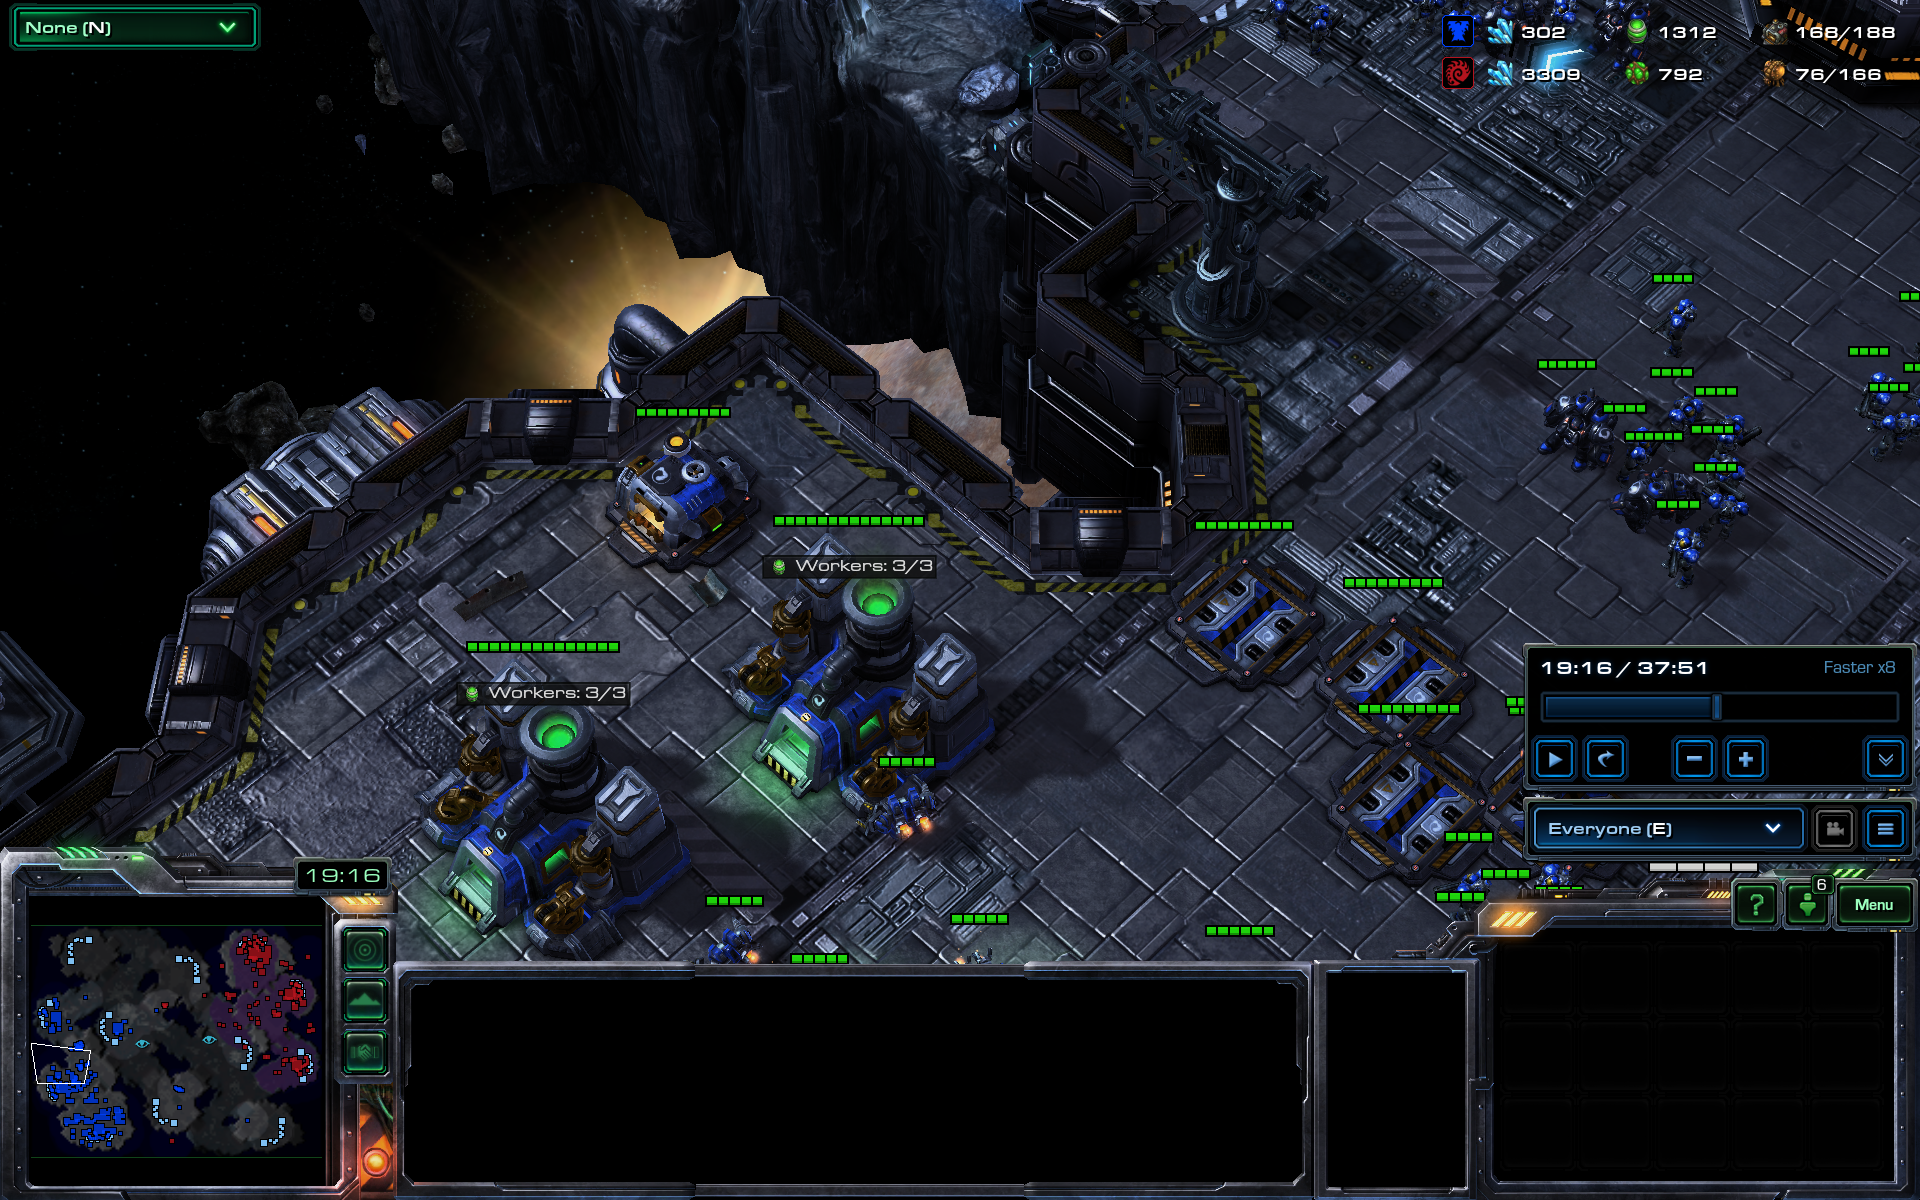 None (N)
302 1312 168/188
3309 792 76/166
Workers: 3/3
Workers: 3/3
19:16 / 37:51 Faster x8
Everyone (E)
19:16
6
? Menu